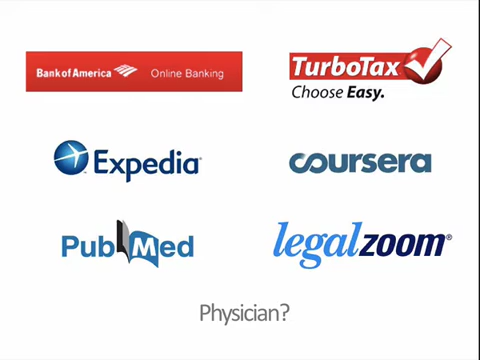 Bank of America Online Banking
TurboTax
Choose Easy.
Expedia
coursera
PubMed
legalzoom®
Physician?